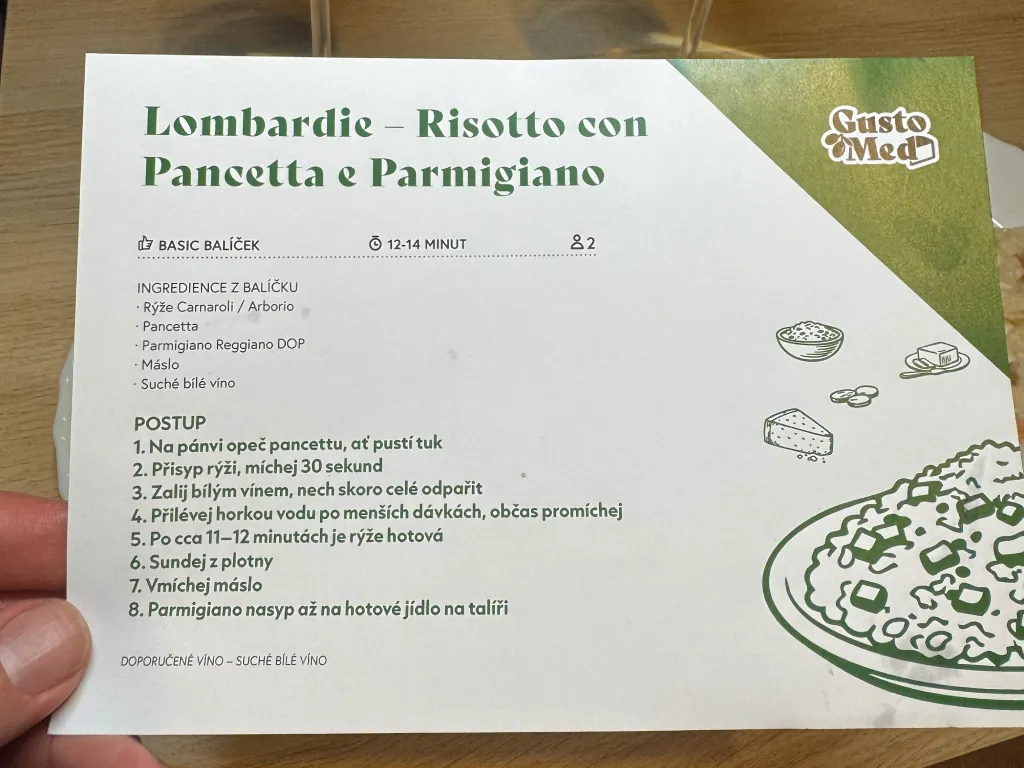 Lombardie – Risotto con
Pancetta e Parmigiano
Gusto
Med
BASIC BALÍČEK
12-14 MINUT
2
INGREDIENCE Z BALÍČKU
· Rýže Carnaroli / Arborio
· Pancetta
· Parmigiano Reggiano DOP
· Máslo
· Suché bílé víno
POSTUP
1. Na pánvi opeč pancettu, ať pustí tuk
2. Přisyp rýži, míchej 30 sekund
3. Zalij bílým vínem, nech skoro celé odpařit
4. Přilévej horkou vodu po menších dávkách, občas promíchej
5. Po cca 11–12 minutách je rýže hotová
6. Sundej z plotny
7. Vmíchej máslo
8. Parmigiano nasyp až na hotové jídlo na talíři
DOPORUČENÉ VÍNO – SUCHÉ BÍLÉ VÍNO